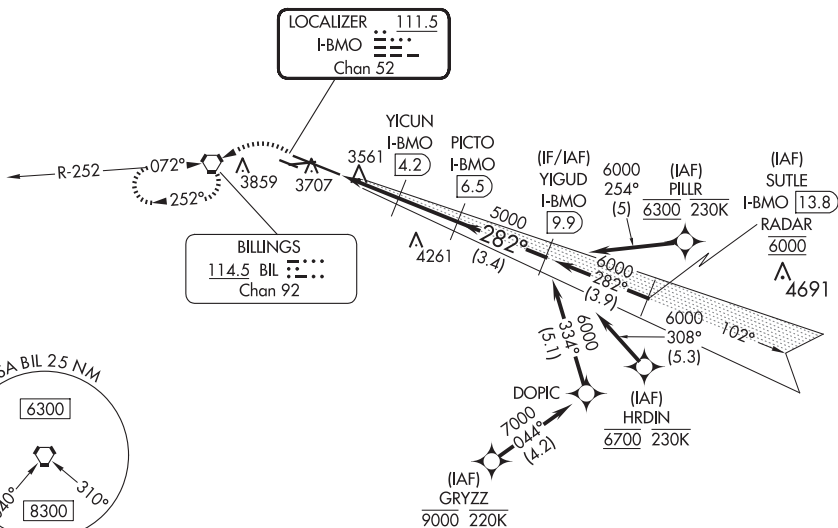 LOCALIZER 111.5
I-BMO
Chan 52
YICUN
I-BMO
4.2
PICTO
I-BMO
6.5
(IF/IAF)
YIGUD
I-BMO
9.9
6000
254°
(5)
(IAF)
PILLR
6300 230K
(IAF)
SUTLE
I-BMO 13.8
RADAR
6000
R-252
072°
252°
3859
3707
3561
5000
282°
(3.4)
4261
6000
282°
(3.9)
4691
BILLINGS
114.5 BIL
Chan 92
6000
334°
(5.1)
6000
308°
(5.3)
102°
DOPIC
(IAF)
HRDIN
6700 230K
7000
044°
(4.2)
(IAF)
GRYZZ
9000 220K
SA BIL 25 NM
6300
40°
310°
8300